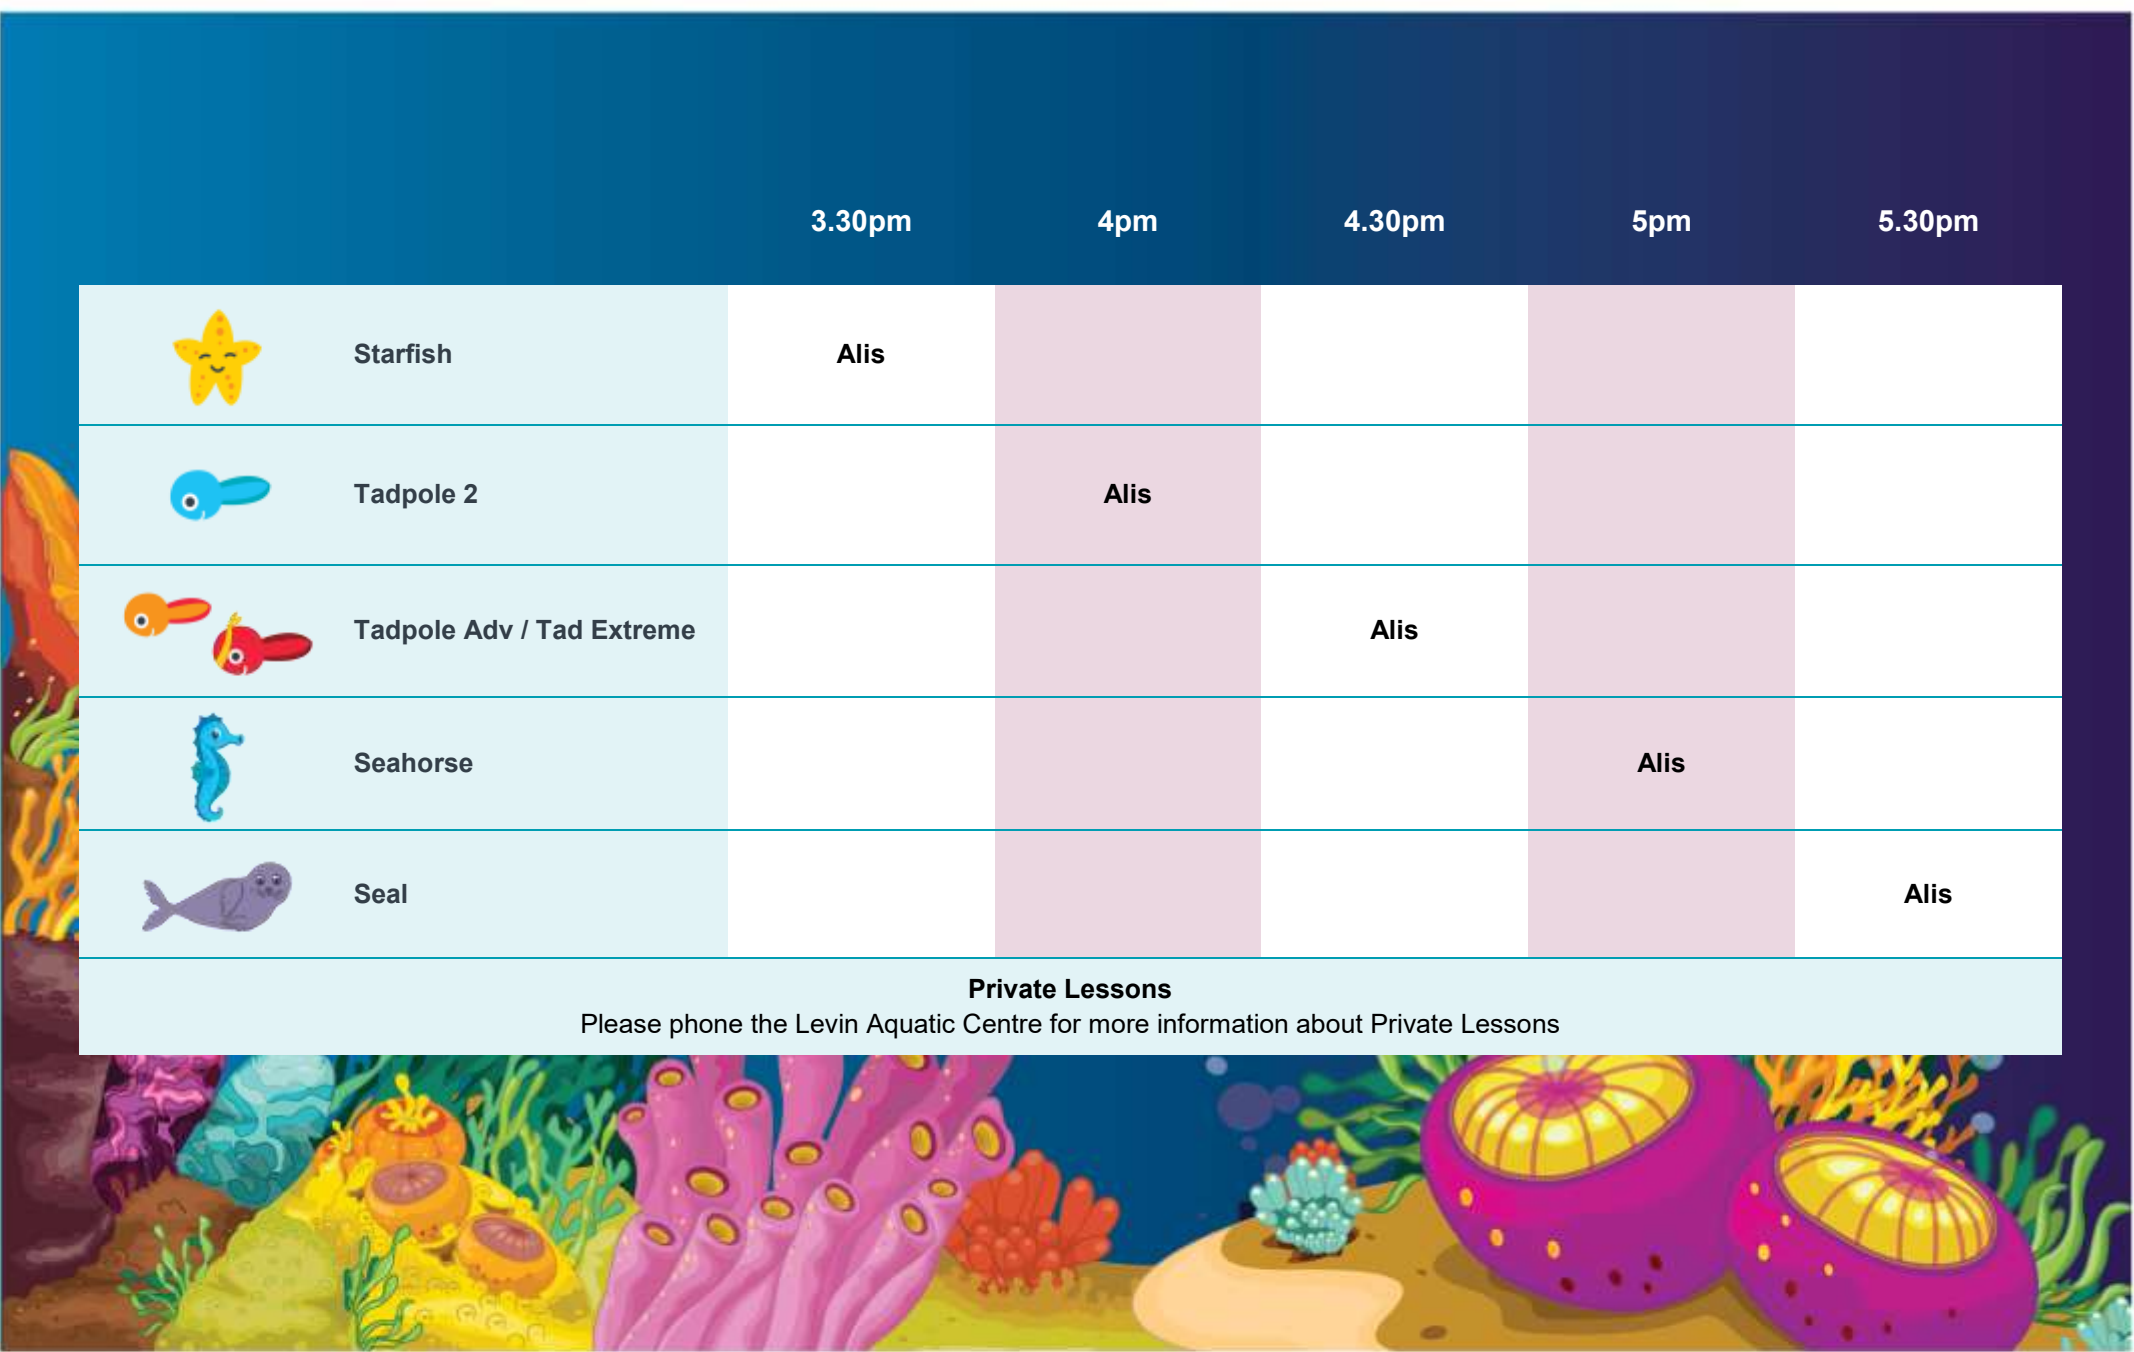 3.30pm 4pm 4.30pm 5pm 5.30pm
Starfish Alis
Tadpole 2 Alis
Tadpole Adv / Tad Extreme Alis
Seahorse Alis
Seal Alis
Private Lessons
Please phone the Levin Aquatic Centre for more information about Private Lessons